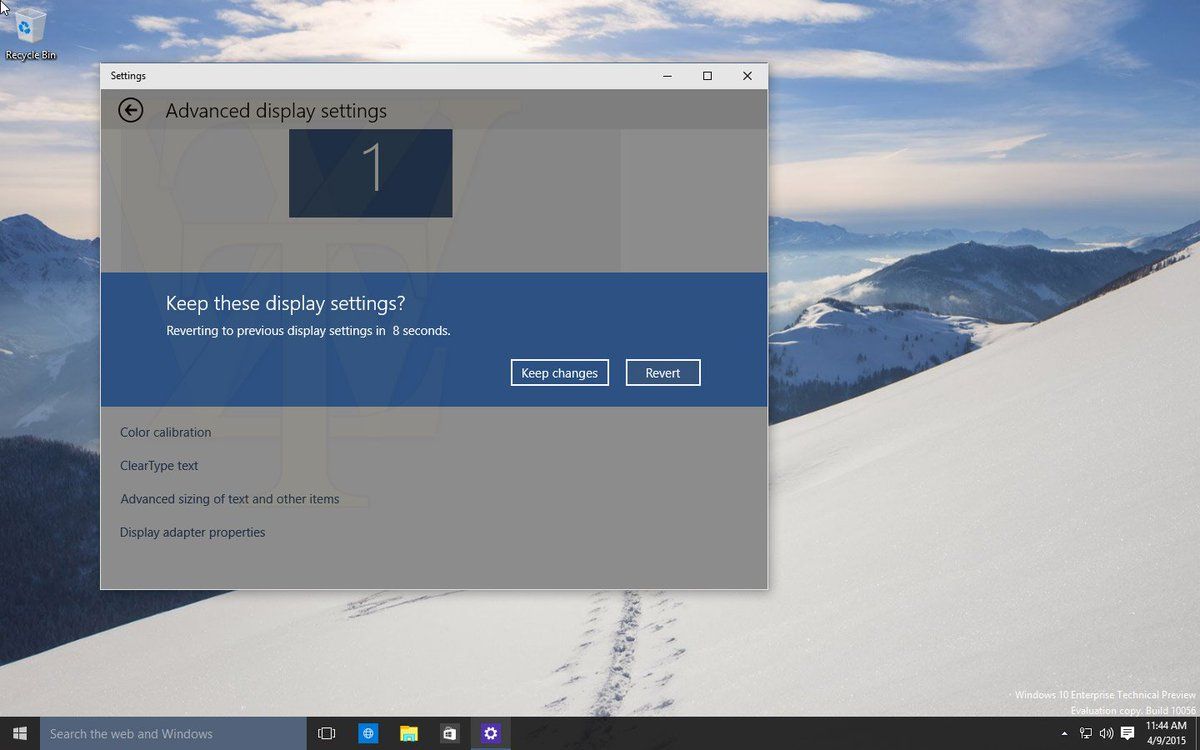 Recycle Bin
Settings
Advanced display settings
1
Keep these display settings?
Reverting to previous display settings in 8 seconds.
Keep changes
Revert
Color calibration
ClearType text
Advanced sizing of text and other items
Display adapter properties
Windows 10 Enterprise Technical Preview
Evaluation copy. Build 10056
Search the web and Windows
11:44 AM
4/9/2015